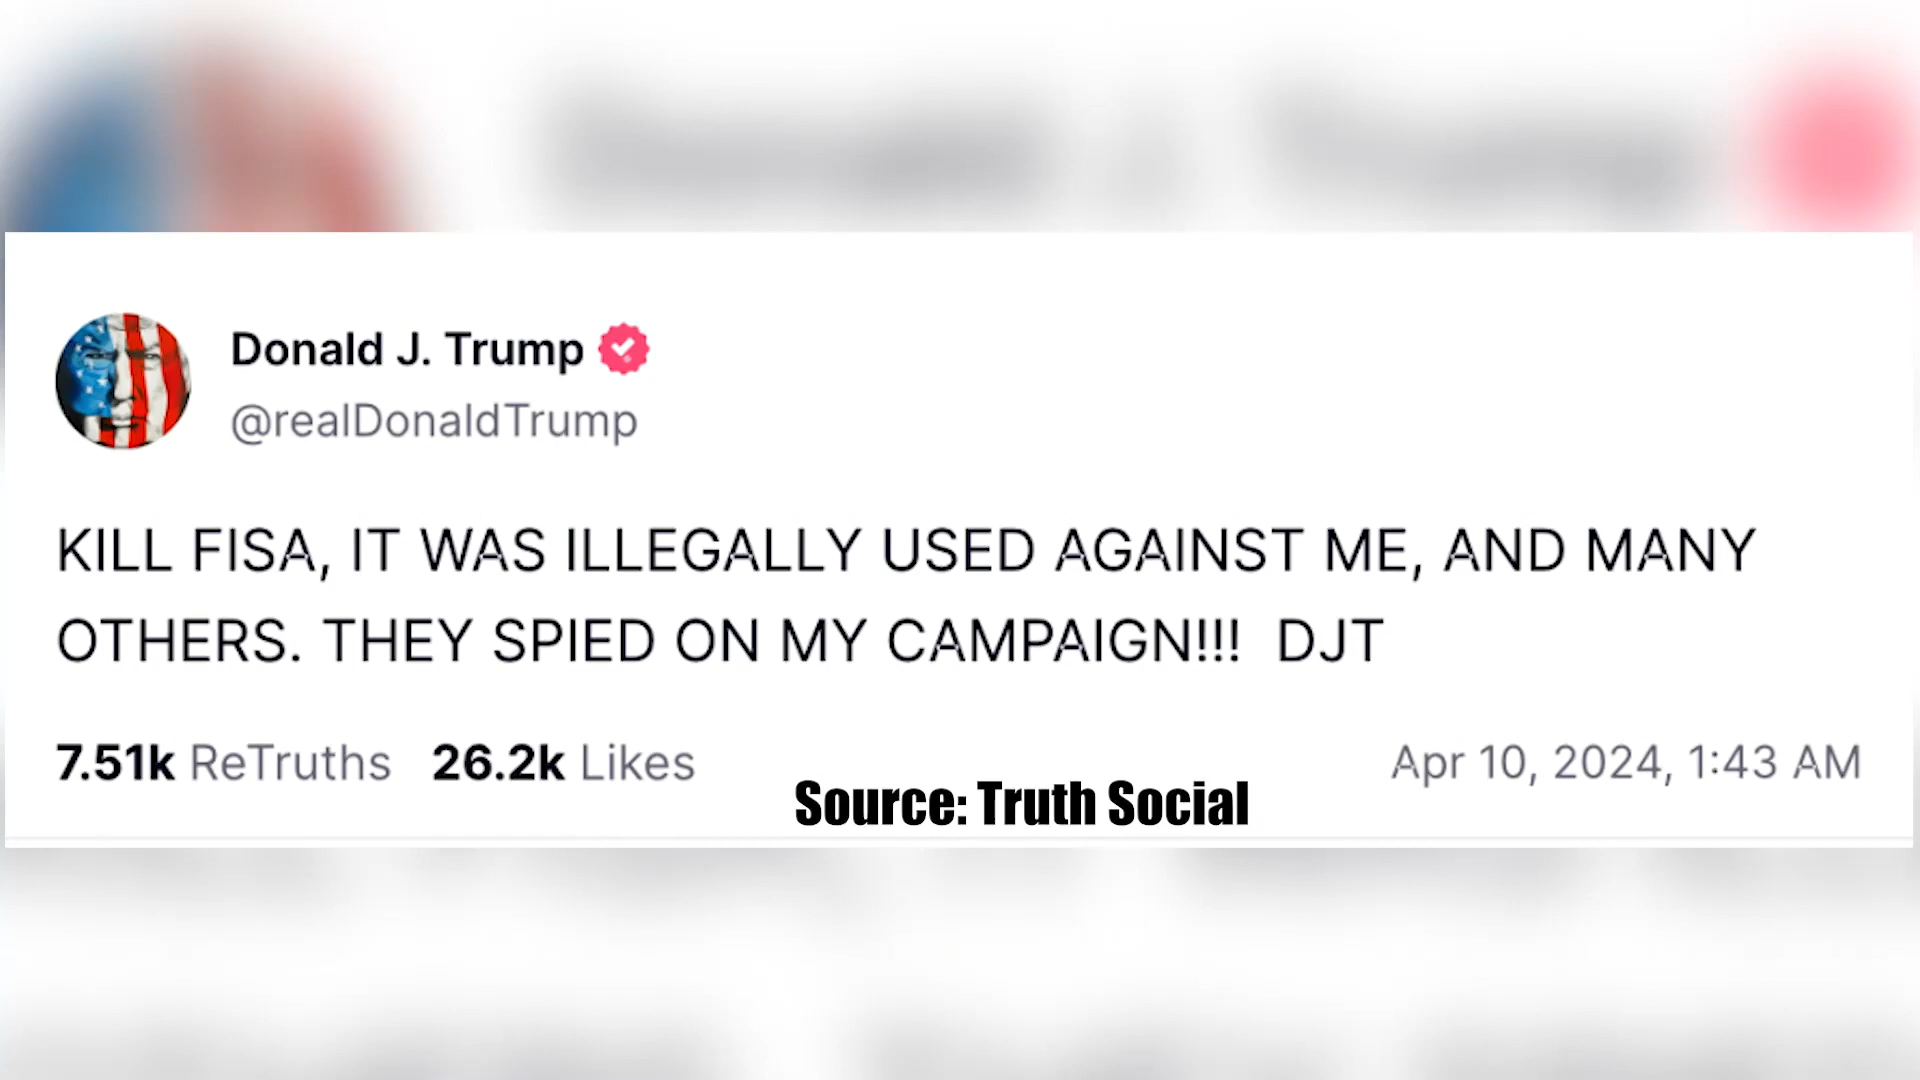 Donald J. Trump
@realDonaldTrump
KILL FISA, IT WAS ILLEGALLY USED AGAINST ME, AND MANY
OTHERS. THEY SPIED ON MY CAMPAIGN!!! DJT
7.51k ReTruths 26.2k Likes
Apr 10, 2024, 1:43 AM
Source: Truth Social